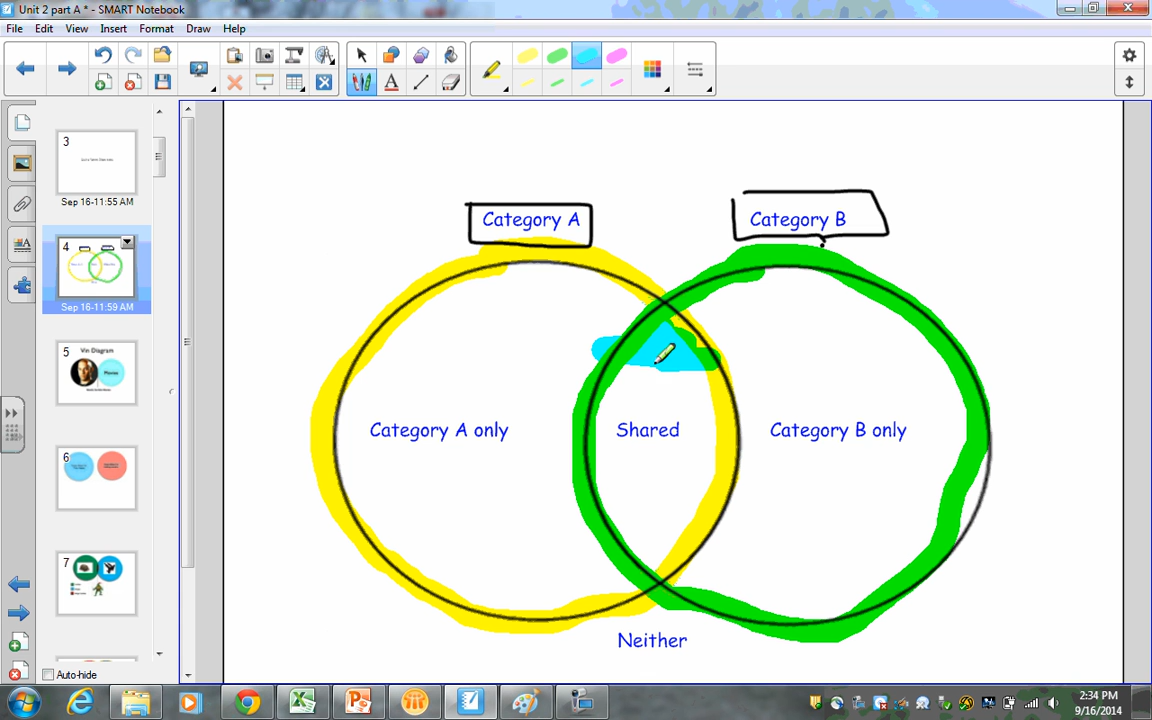 Unit 2 part A * - SMART Notebook
File Edit View Insert Format Draw Help
3
Sep 16-11:55 AM
4
Sep 16-11:59 AM
5
Vin Diagram
Movies
6
7
Auto-hide
Category A
Category B
Category A only
Shared
Category B only
Neither
2:34 PM
9/16/2014